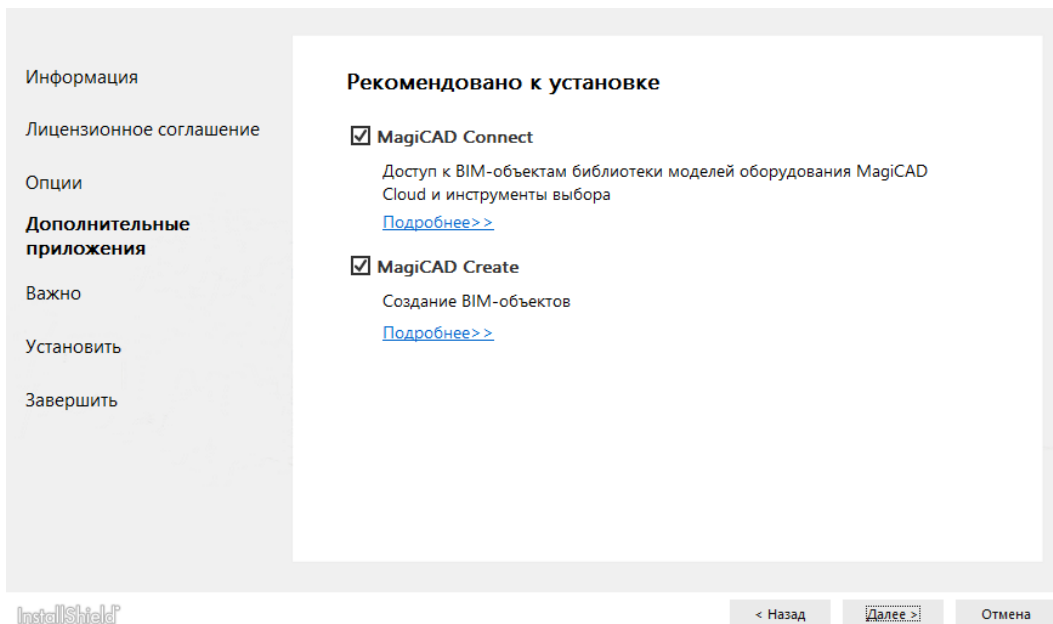 Информация
Лицензионное соглашение
Опции
Дополнительные
приложения
Важно
Установить
Завершить
Рекомендовано к установке
MagiCAD Connect
Доступ к BIM-объектам библиотеки моделей оборудования MagiCAD
Cloud и инструменты выбора
Подробнее>>
MagiCAD Create
Создание BIM-объектов
Подробнее>>
InstallShield
< Назад
Далее >
Отмена